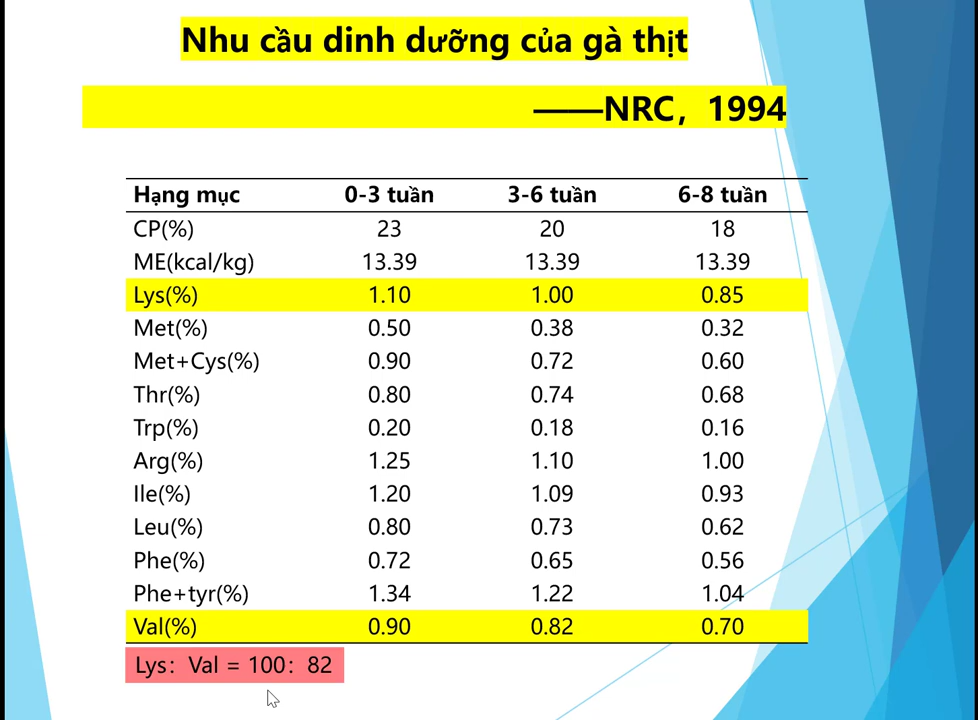 Nhu cầu dinh dưỡng của gà thịt
——NRC，1994
Hạng mục 0-3 tuần 3-6 tuần 6-8 tuần
CP(%) 23 20 18
ME(kcal/kg) 13.39 13.39 13.39
Lys(%) 1.10 1.00 0.85
Met(%) 0.50 0.38 0.32
Met+Cys(%) 0.90 0.72 0.60
Thr(%) 0.80 0.74 0.68
Trp(%) 0.20 0.18 0.16
Arg(%) 1.25 1.10 1.00
Ile(%) 1.20 1.09 0.93
Leu(%) 0.80 0.73 0.62
Phe(%) 0.72 0.65 0.56
Phe+tyr(%) 1.34 1.22 1.04
Val(%) 0.90 0.82 0.70
Lys：Val = 100：82